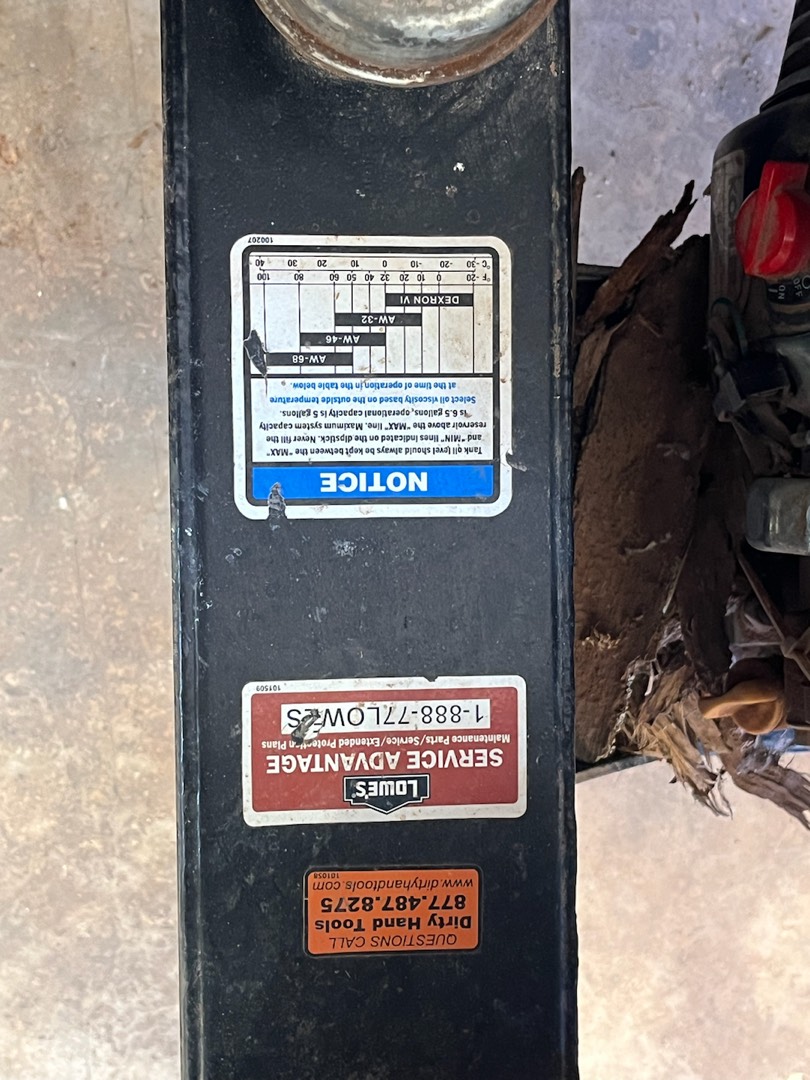 QUESTIONS CALL
Dirty Hand Tools
877.487.8275
www.dirtyhandtools.com
101058
LOWE'S
SERVICE ADVANTAGE
Maintenance Parts/Service/Extended Protection Plans
1-888-77LOWES
101509
NOTICE
Tank oil level should be always be kept between the "MAX"
and "MIN" lines indicated on the dipstick. Never fill the
reservoir above the "MAX" line. Maximum system capacity
is 6.5 gallons, operational capacity is 5 gallons.
Select oil viscosity based on the outside temperature
at the time of operation in the table below.
AW-68
AW-46
AW-32
DEXRON VI
°F -20 0 10 20 32 40 50 60 80 100
°C -30 -20 -10 0 10 20 30 40
100207
ON